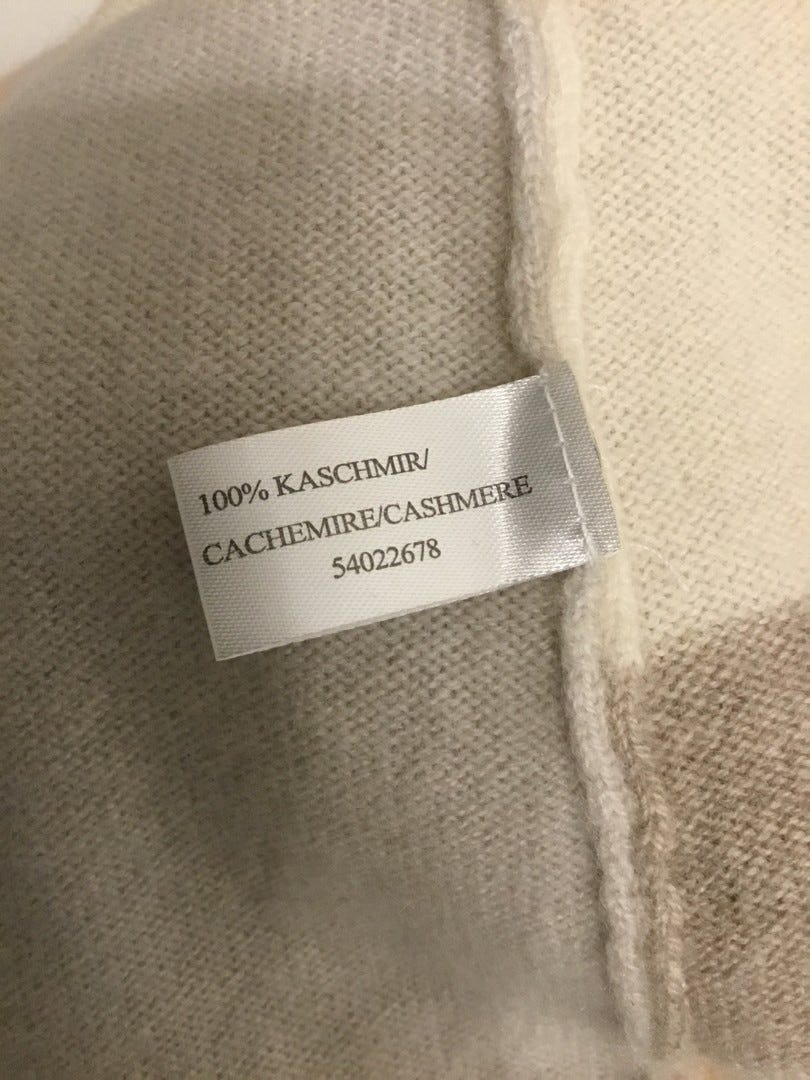 100% KASCHMIR/
CACHEMIRE/CASHMERE
54022678